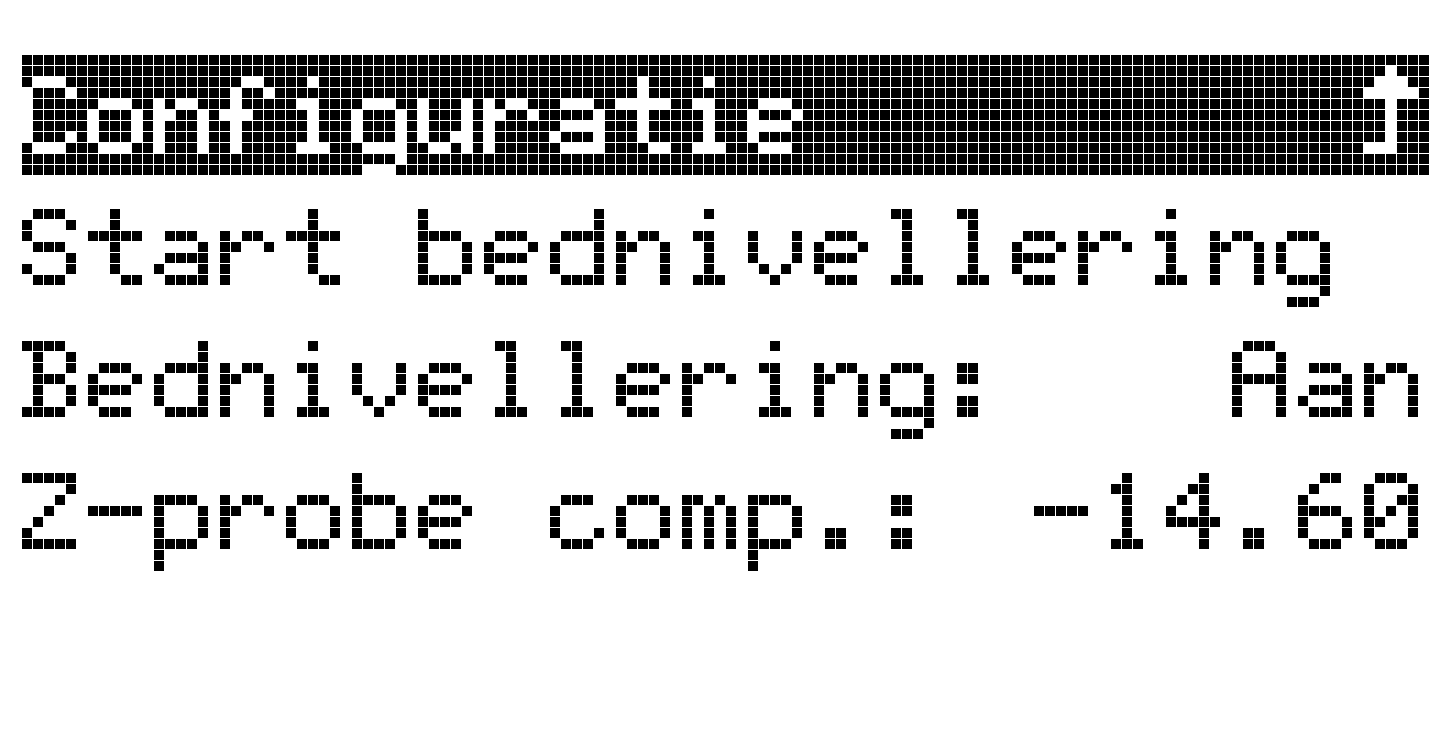 Configuratie ↑
Start bednivellering
Bednivellering: Aan
Z-probe comp.: -14.60